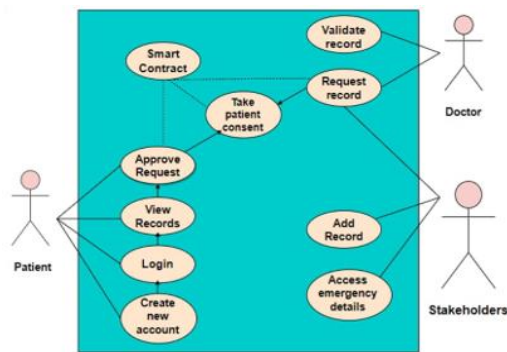 Smart
Contract
Validate
record
Request
record
Take
patient
consent
Doctor
Approve
Request
View
Records
Patient
Login
Create
new
account
Add
Record
Access
emergency
details
Stakeholders